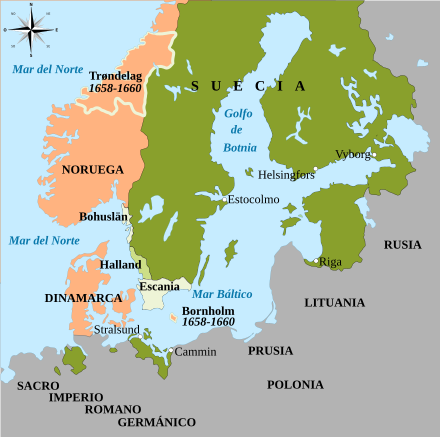 Mar del Norte
Trøndelag
1658-1660
SUECIA
Golfo
de
Botnia
Vyborg
NORUEGA
Helsingfors
Estocolmo
Bohuslän
Mar del Norte
RUSIA
Halland
Riga
Escania
Mar Báltico
DINAMARCA
LITUANIA
Bornholm
1658-1660
Stralsund
Cammin
PRUSIA
SACRO
POLONIA
IMPERIO
ROMANO
GERMÁNICO